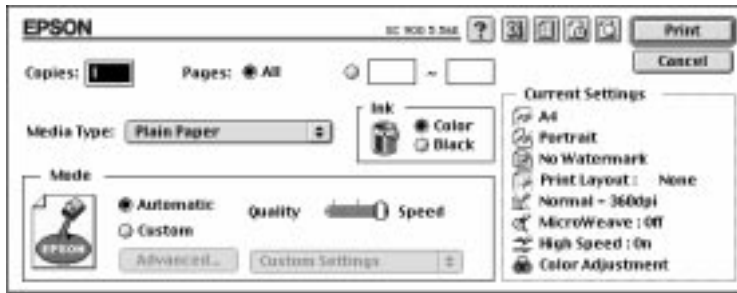 EPSON
SC 900 5.5AE
?
Print
Cancel
Copies: 1
Pages: All
~
Media Type: Plain Paper
Ink
Color
Black
Mode
Automatic
Custom
Quality
Speed
Advanced...
Custom Settings
EPSON
Current Settings
A4
Portrait
No Watermark
Print Layout : None
Normal - 360dpi
MicroWeave : Off
High Speed : On
Color Adjustment